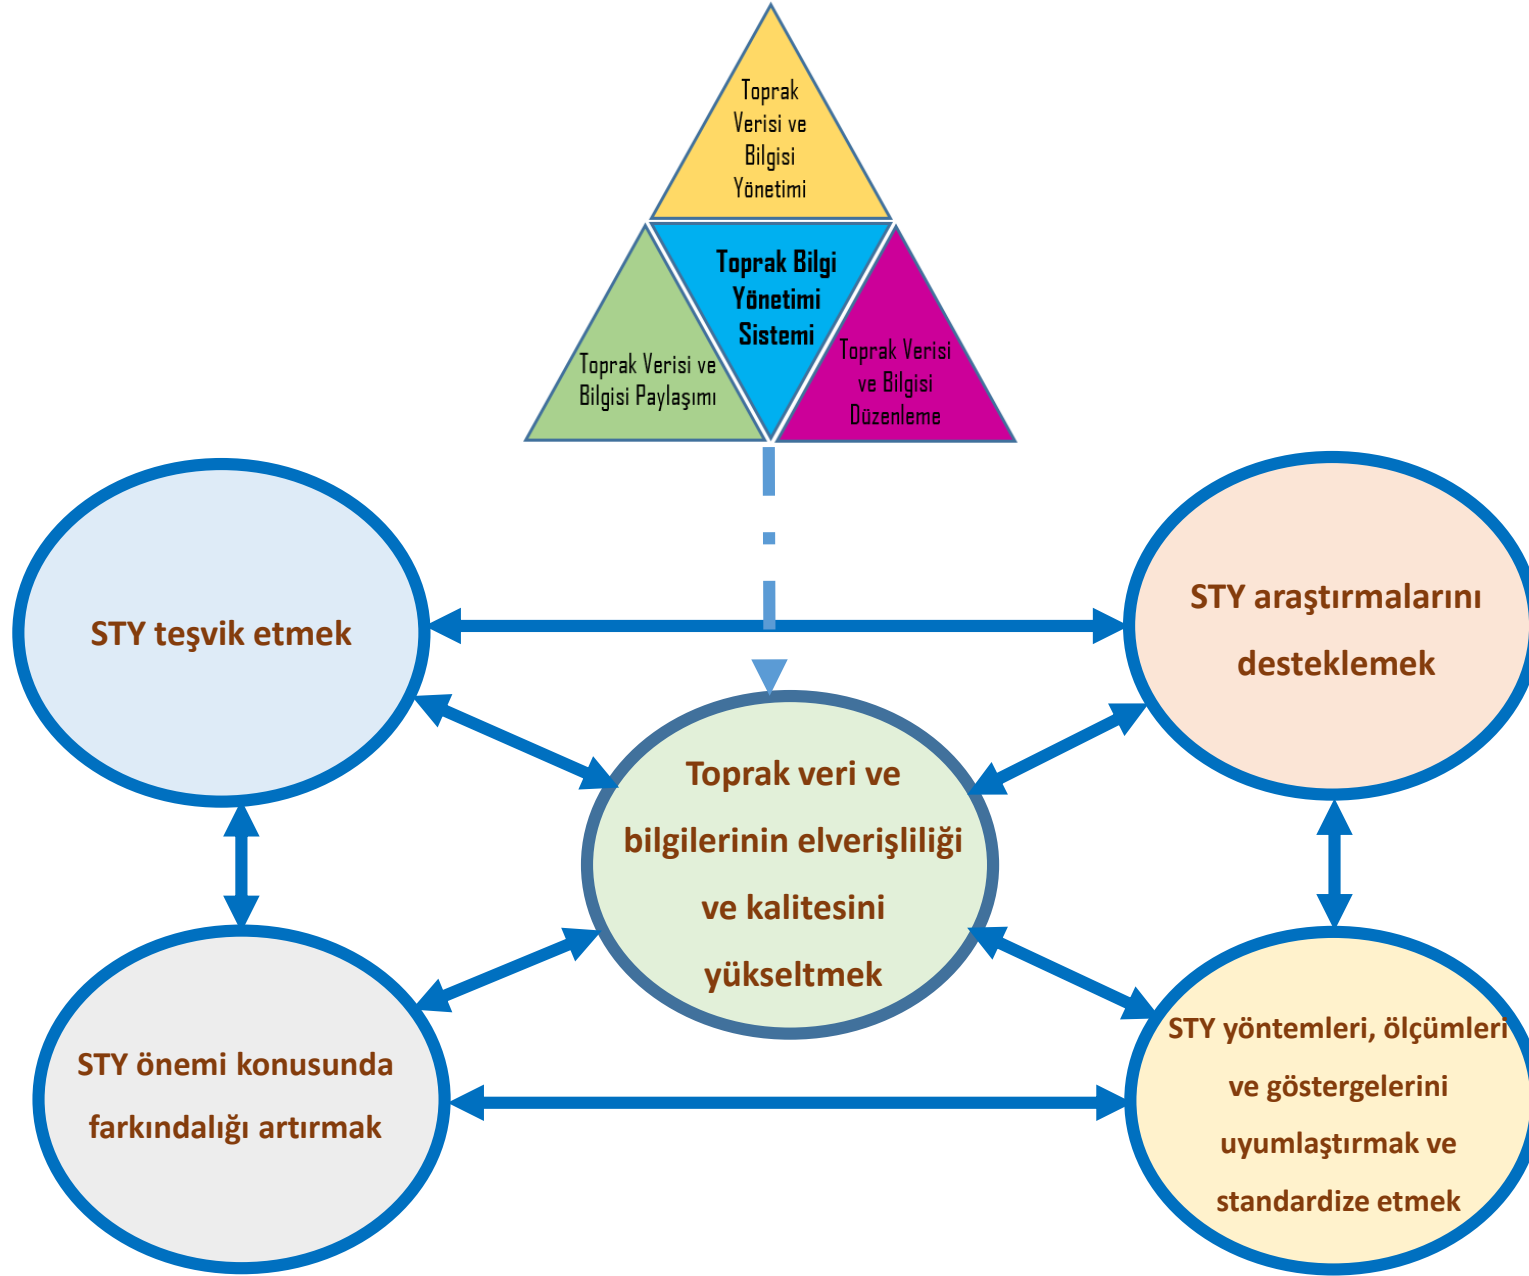 Toprak
Verisi ve
Bilgisi
Yönetimi
Toprak Bilgi
Yönetimi
Sistemi
Toprak Verisi ve
Bilgisi Paylaşımı
Toprak Verisi
ve Bilgisi
Düzenleme
STY teşvik etmek
STY araştırmalarını
desteklemek
Toprak veri ve
bilgilerinin elverişliliği
ve kalitesini
yükseltmek
STY önemi konusunda
farkındalığı artırmak
STY yöntemleri, ölçümleri
ve göstergelerini
uyumlaştırmak ve
standardize etmek